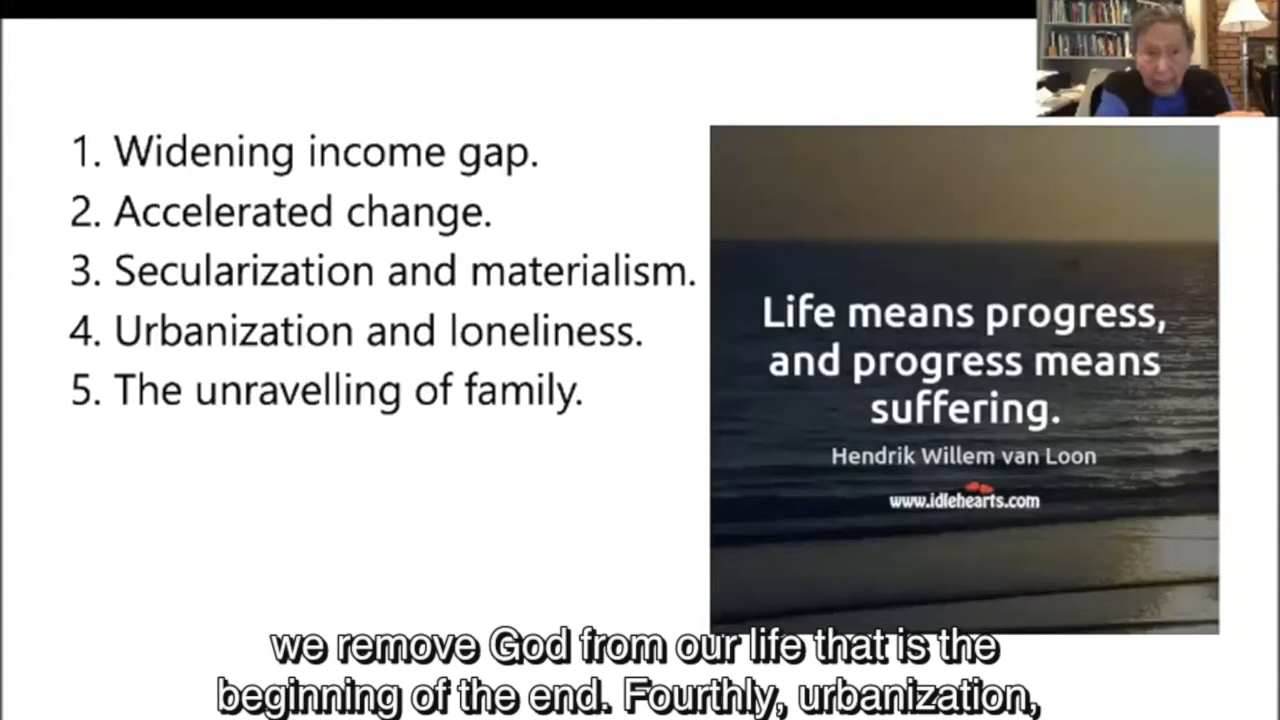 1. Widening income gap.
2. Accelerated change.
3. Secularization and materialism.
4. Urbanization and loneliness.
5. The unravelling of family.
Life means progress,
and progress means
suffering.
Hendrik Willem van Loon
www.idlehearts.com
we remove God from our life that is the
beginning of the end. Fourthly, urbanization,